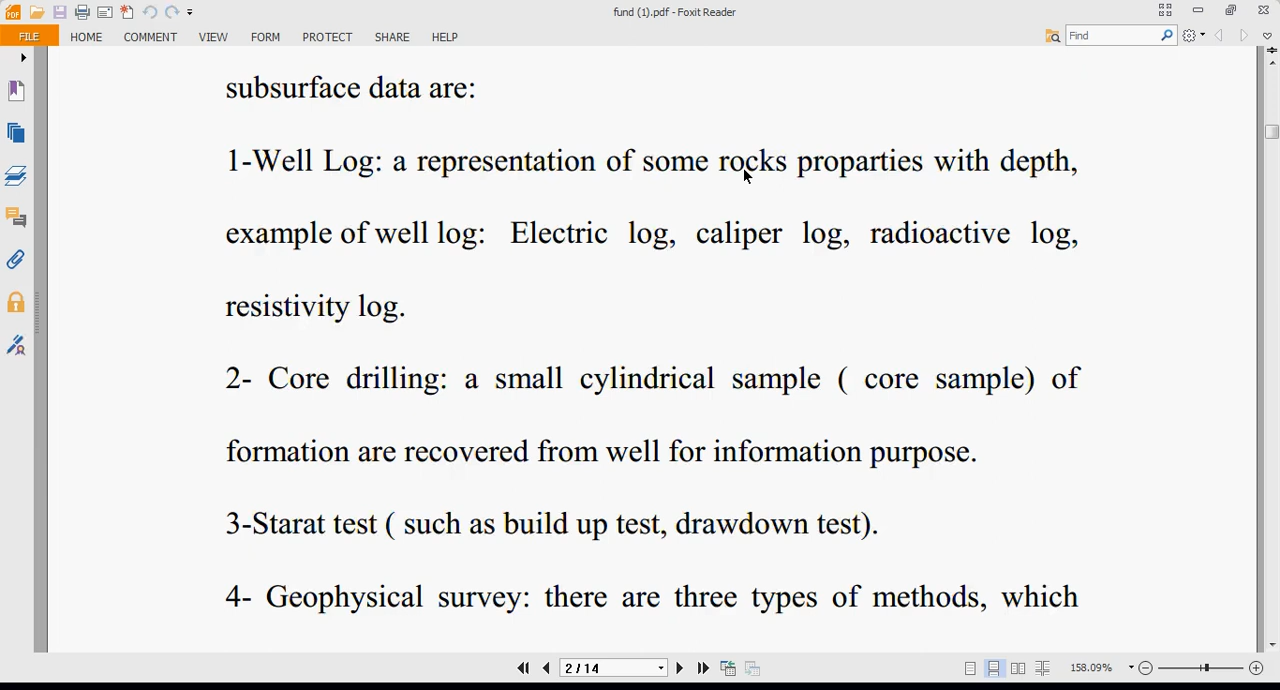 fund (1).pdf - Foxit Reader
FILE HOME COMMENT VIEW FORM PROTECT SHARE HELP Find
subsurface data are:
1-Well Log: a representation of some rocks proparties with depth,
example of well log: Electric log, caliper log, radioactive log,
resistivity log.
2- Core drilling: a small cylindrical sample ( core sample) of
formation are recovered from well for information purpose.
3-Starat test ( such as build up test, drawdown test).
4- Geophysical survey: there are three types of methods, which
2 / 14 158.09%